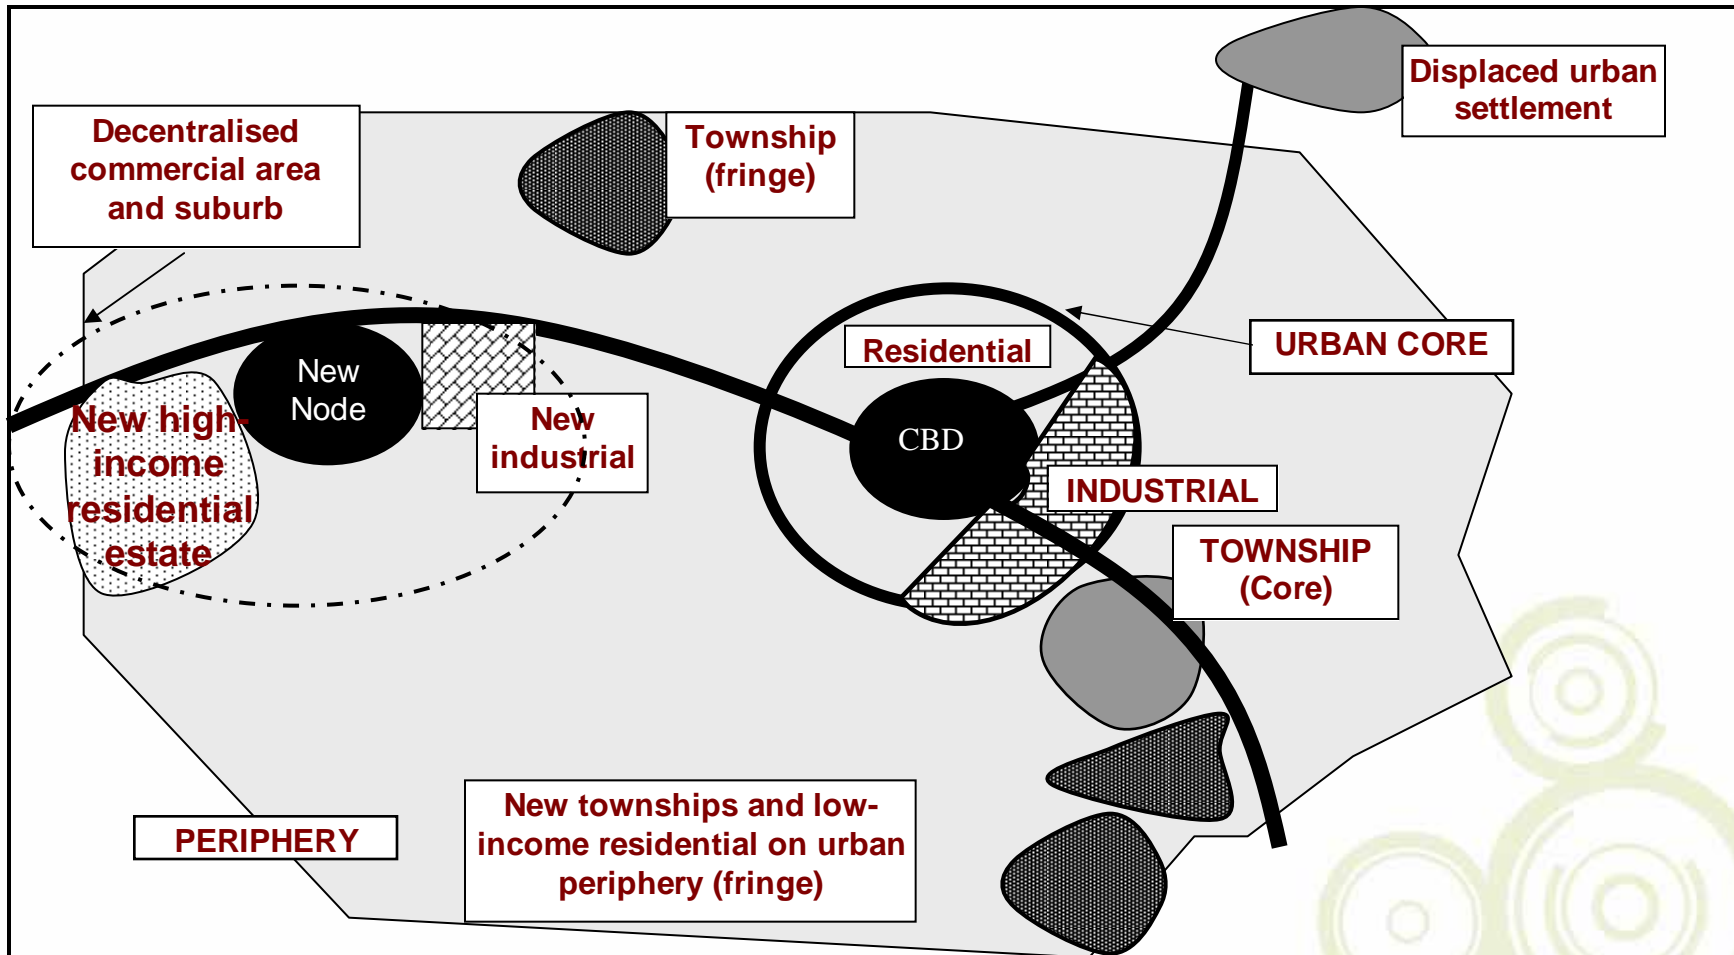 Displaced urban
settlement
Decentralised
commercial area
and suburb
Township
(fringe)
Residential
URBAN CORE
New
Node
New high-
income
residential
estate
New
industrial
CBD
INDUSTRIAL
TOWNSHIP
(Core)
New townships and low-
income residential on urban
periphery (fringe)
PERIPHERY